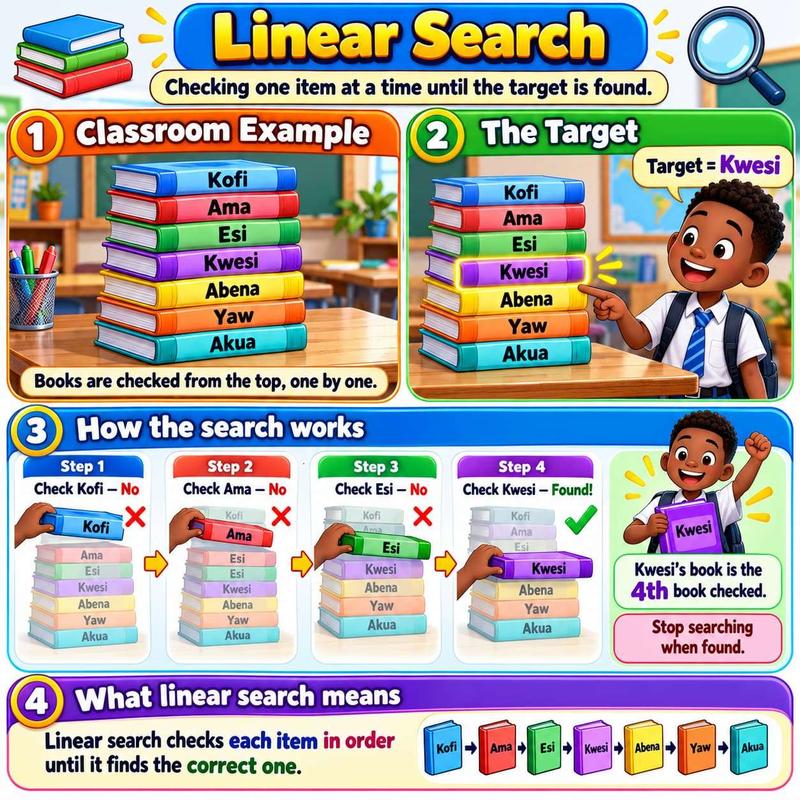 Linear Search
Checking one item at a time until the target is found.
1 Classroom Example
Kofi
Ama
Esi
Kwesi
Abena
Yaw
Akua
Books are checked from the top, one by one.
2 The Target
Target = Kwesi
Kofi
Ama
Esi
Kwesi
Abena
Yaw
Akua
3 How the search works
Step 1
Check Kofi – No
Kofi
Ama
Esi
Kwesi
Abena
Yaw
Akua
Step 2
Check Ama – No
Kofi
Ama
Esi
Esi
Kwesi
Abena
Yaw
Akua
Step 3
Check Esi – No
Kofi
Ama
Esi
Kwesi
Abena
Yaw
Akua
Step 4
Check Kwesi – Found!
Kofi
Ama
Esi
Kwesi
Abena
Yaw
Akua
Kwesi
Kwesi's book is the
4th book checked.
Stop searching
when found.
4 What linear search means
Linear search checks each item in order
until it finds the correct one.
Kofi
Ama
Esi
Kwesi
Abena
Yaw
Akua